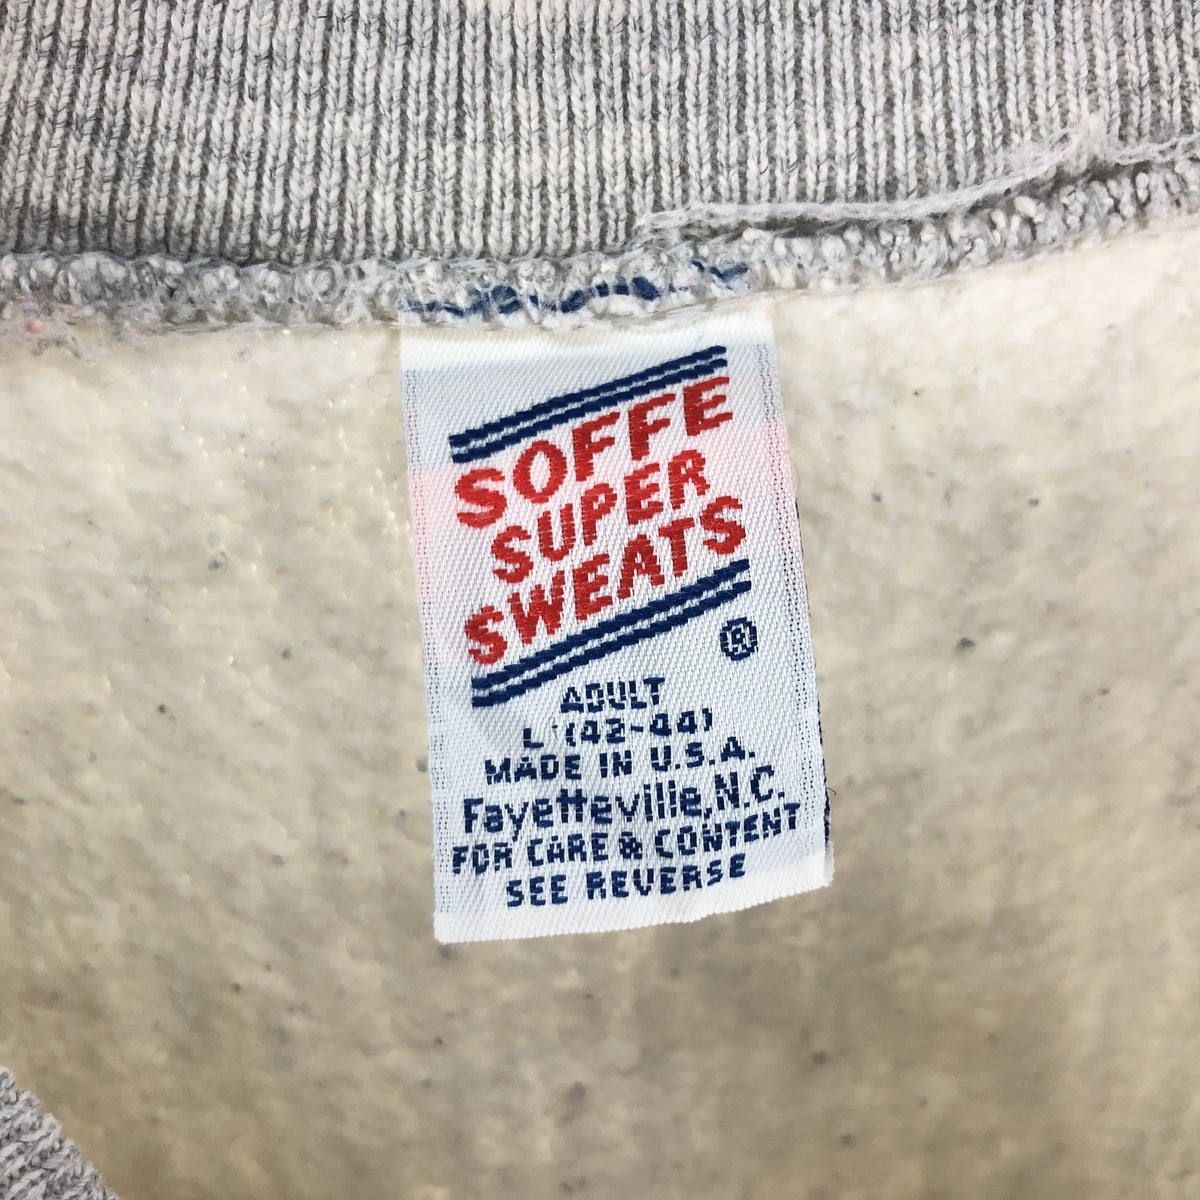 SOFFE
SUPER
SWEATS
®
ADULT
L (42-44)
MADE IN U.S.A.
Fayetteville, N.C.
FOR CARE & CONTENT
SEE REVERSE